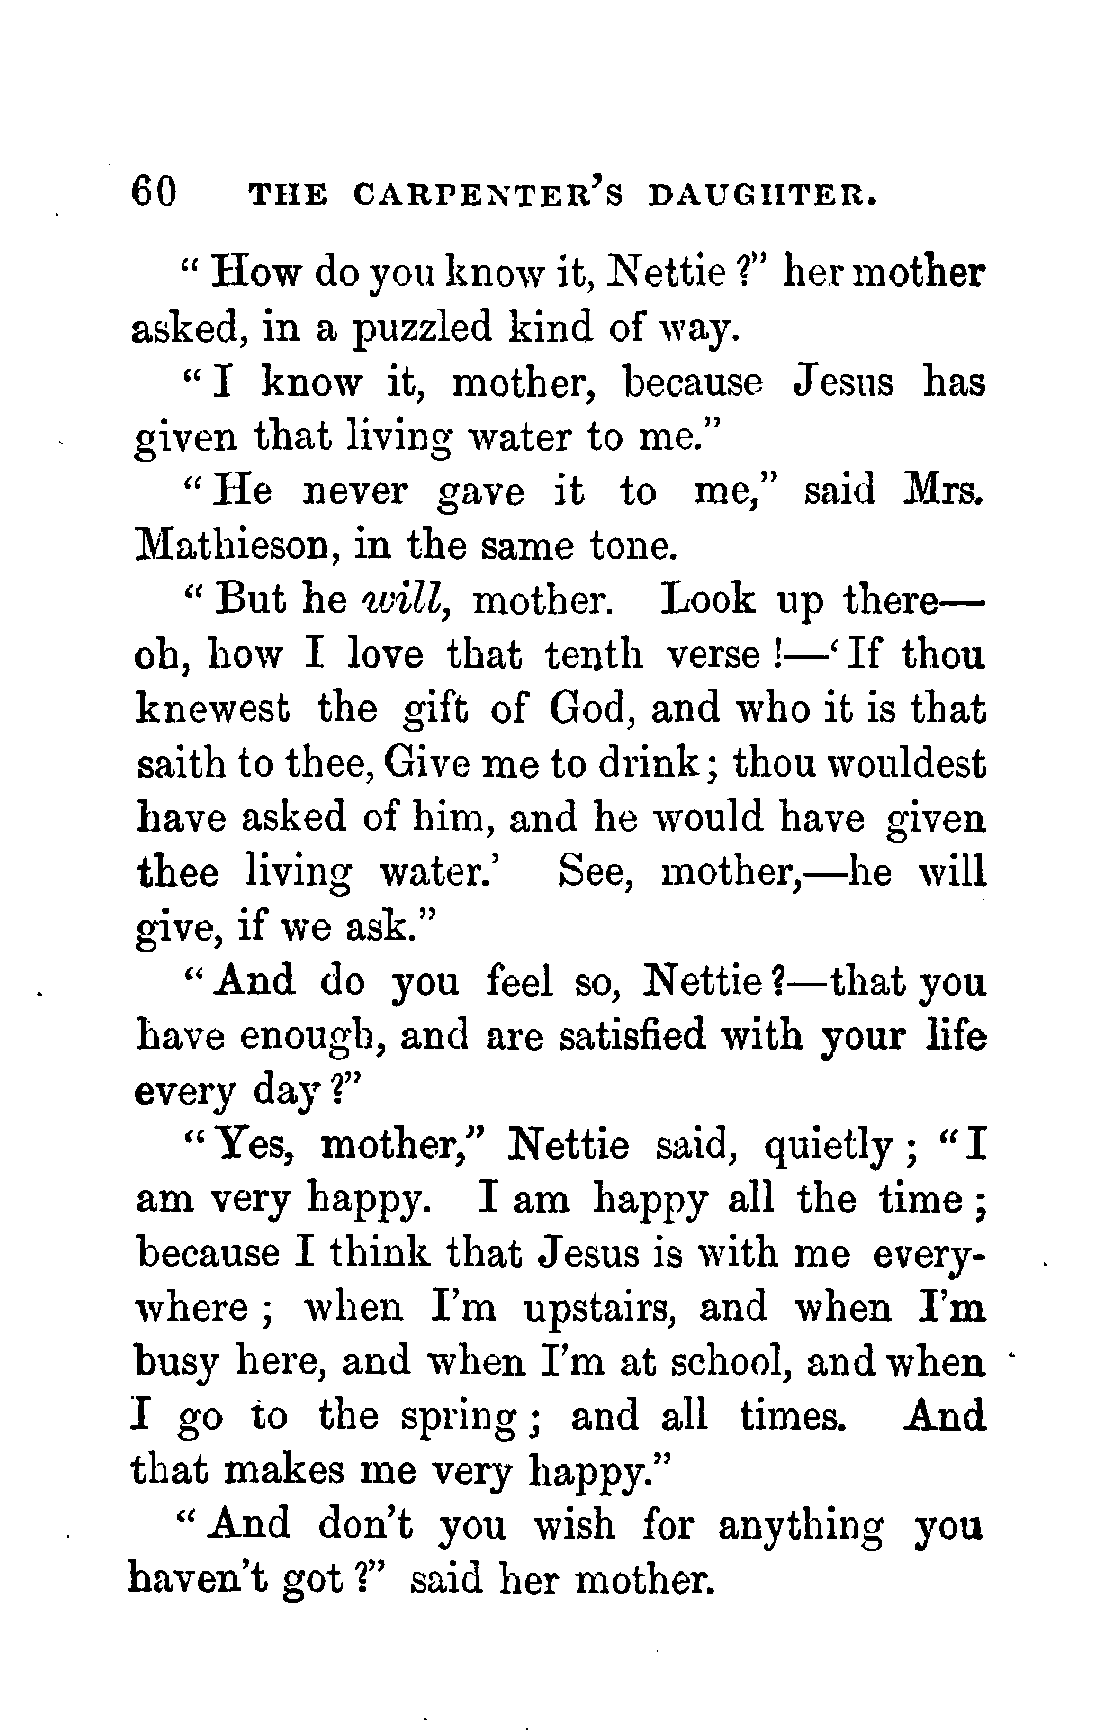 60 THE CARPENTER'S DAUGHTER.
"How do you know it, Nettie?" her mother
asked, in a puzzled kind of way.
"I know it, mother, because Jesus has
given that living water to me."
"He never gave it to me," said Mrs.
Mathieson, in the same tone.
"But he will, mother. Look up there—
oh, how I love that tenth verse!—'If thou
knewest the gift of God, and who it is that
saith to thee, Give me to drink; thou wouldest
have asked of him, and he would have given
thee living water.' See, mother,—he will
give, if we ask."
"And do you feel so, Nettie?—that you
have enough, and are satisfied with your life
every day?"
"Yes, mother," Nettie said, quietly; "I
am very happy. I am happy all the time;
because I think that Jesus is with me every-
where; when I'm upstairs, and when I'm
busy here, and when I'm at school, and when
I go to the spring; and all times. And
that makes me very happy."
"And don't you wish for anything you
haven't got?" said her mother.